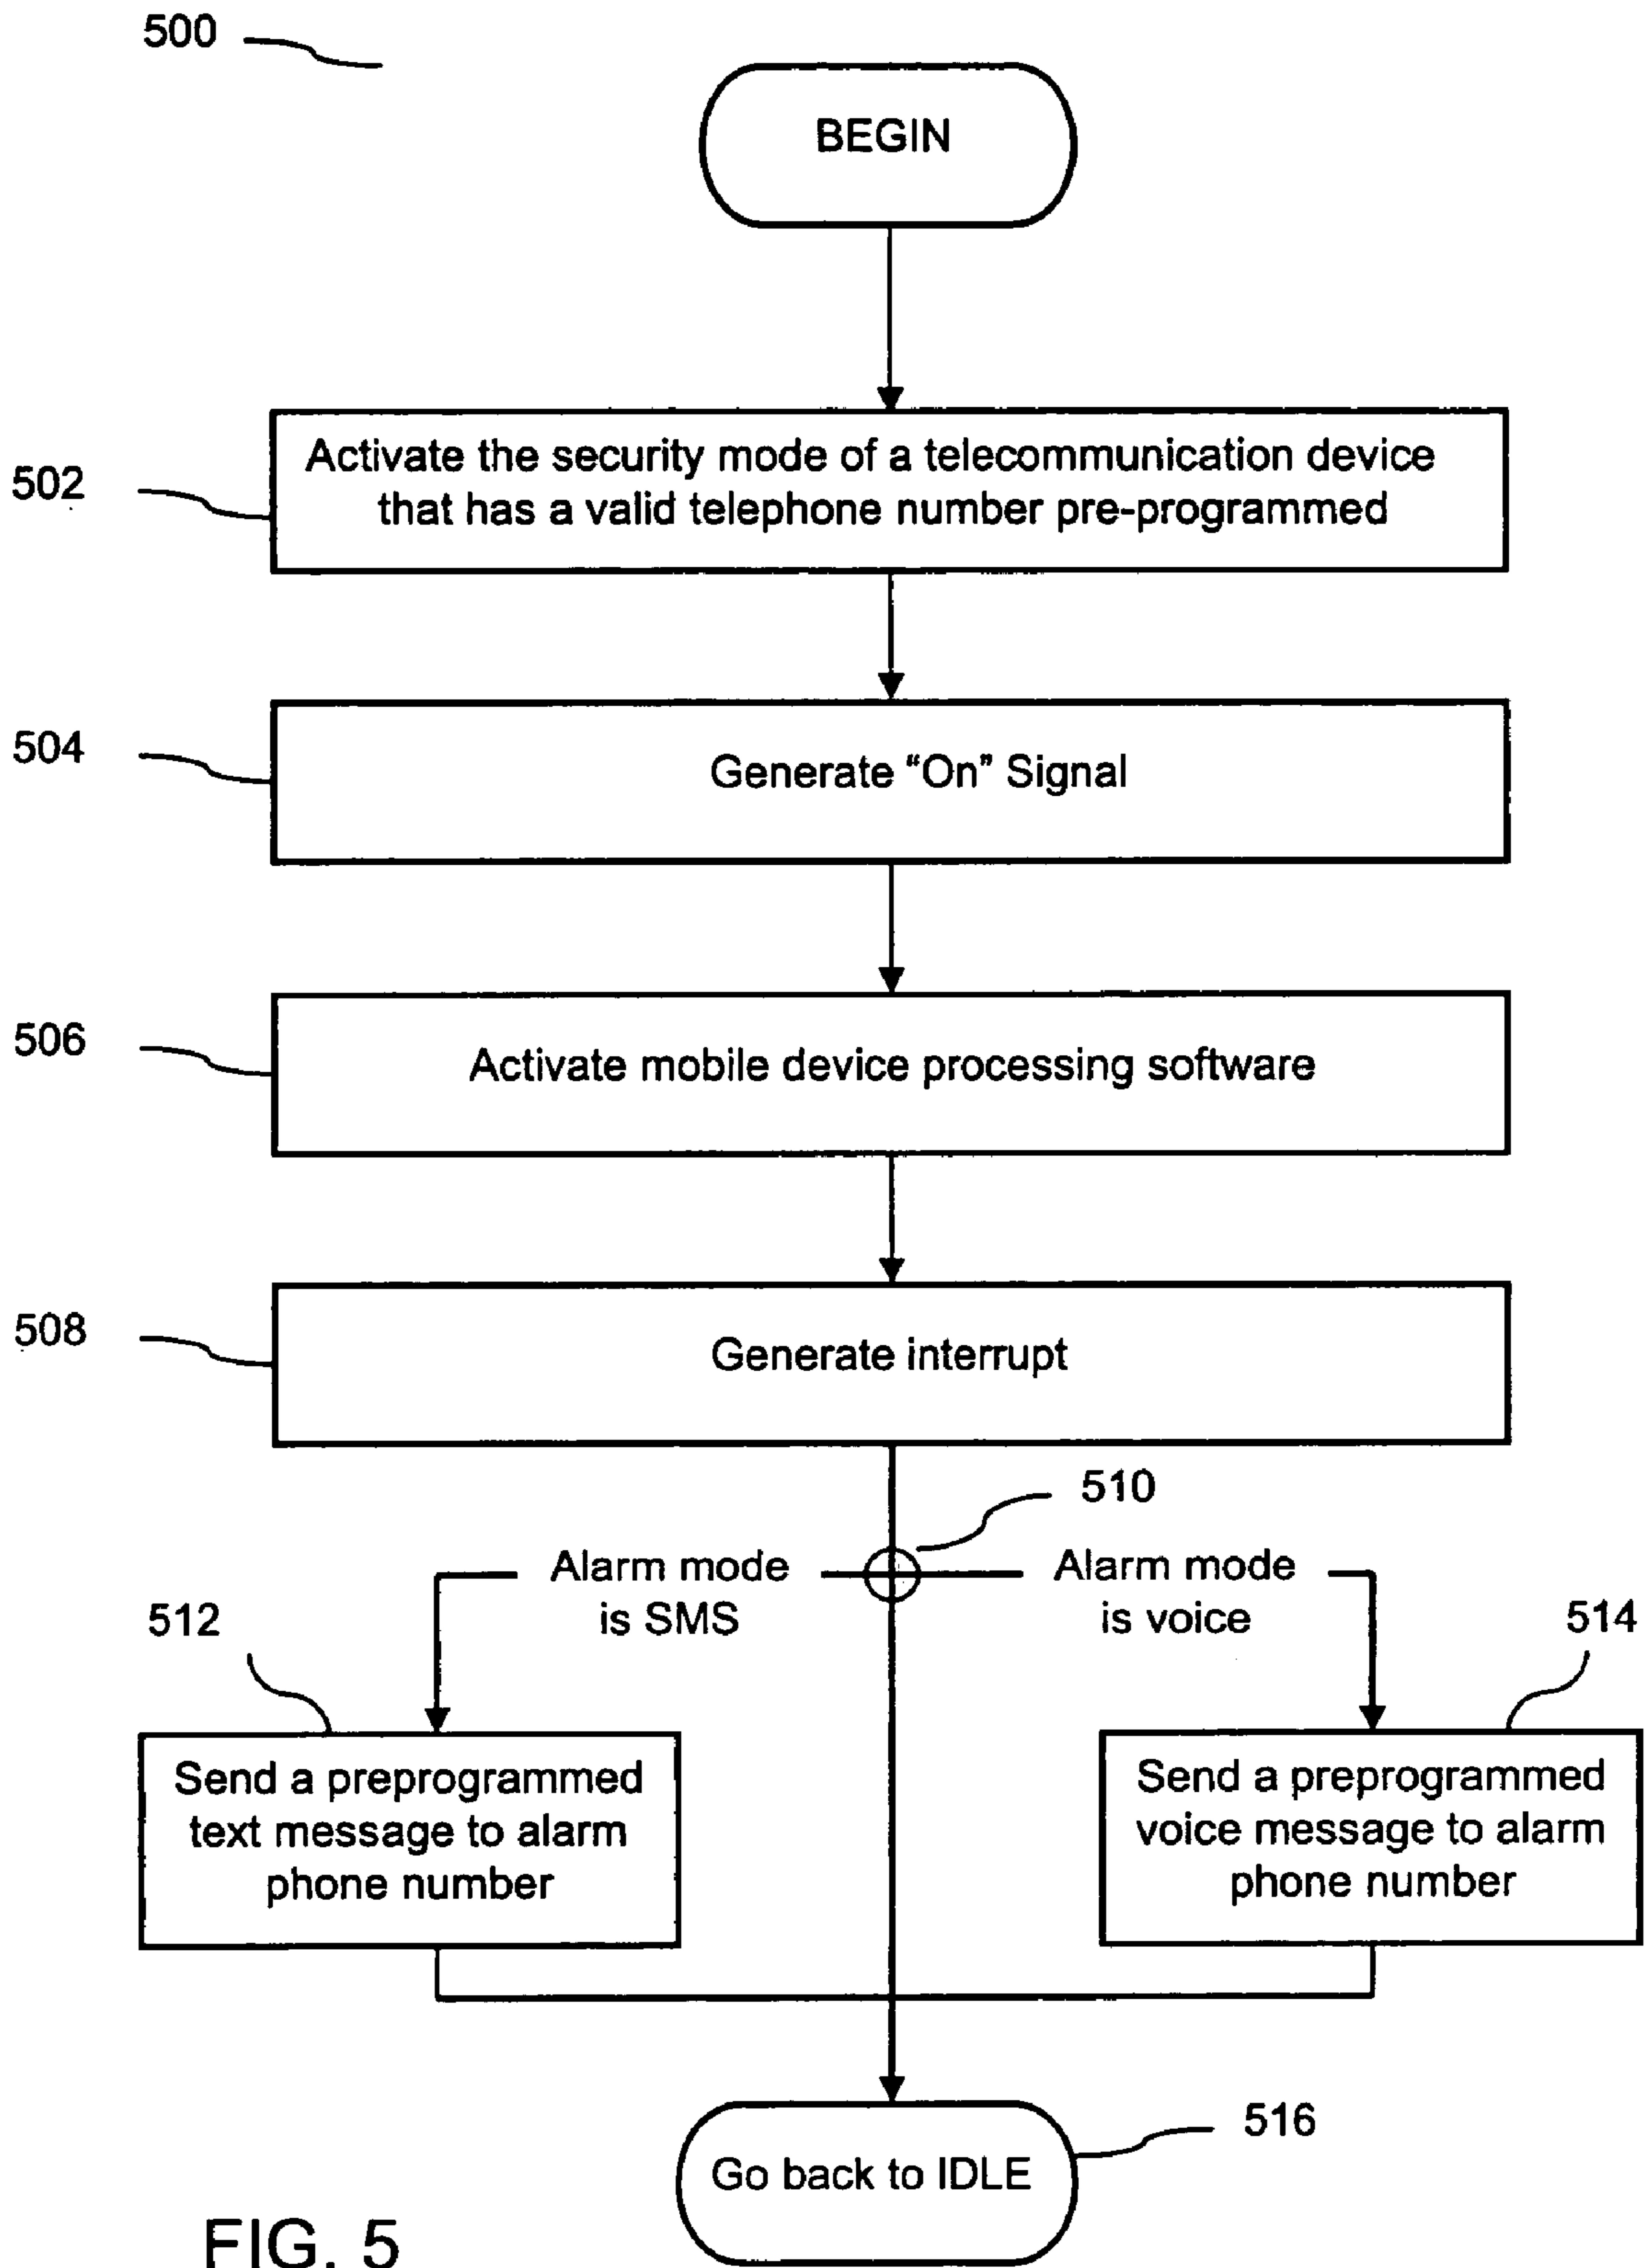 500
BEGIN
502
Activate the security mode of a telecommunication device
that has a valid telephone number pre-programmed
504
Generate “On” Signal
506
Activate mobile device processing software
508
Generate interrupt
510
Alarm mode
is SMS
Alarm mode
is voice
512
514
Send a preprogrammed
text message to alarm
phone number
Send a preprogrammed
voice message to alarm
phone number
516
Go back to IDLE
FIG. 5